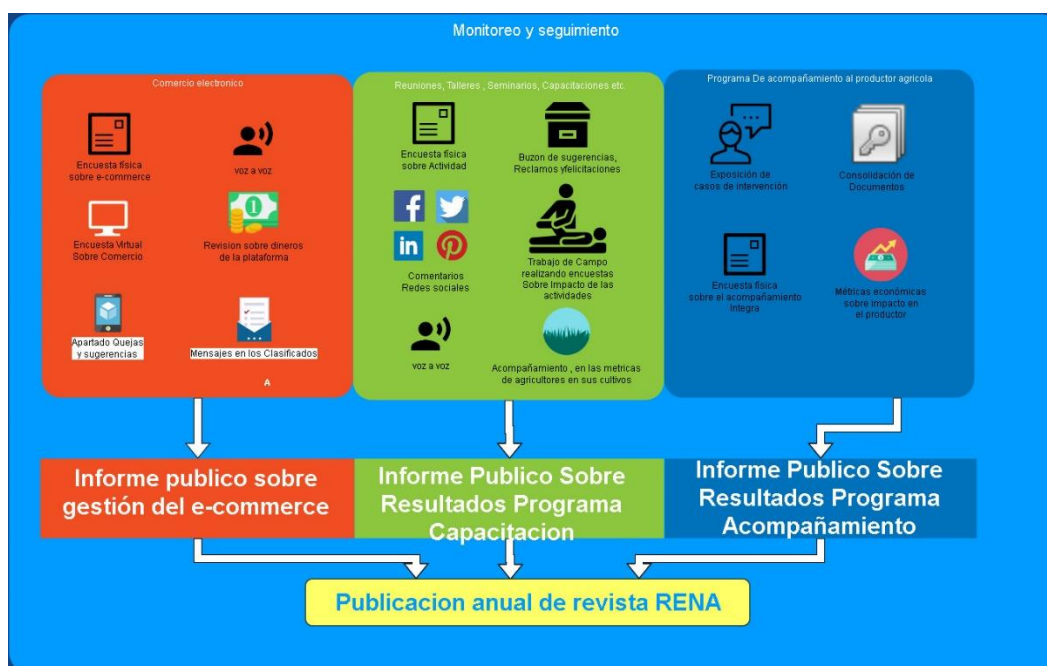 Monitoreo y seguimiento
Comercio electronico
Encuesta física
sobre e-commerce
voz a voz
Encuesta Virtual
Sobre Comercio
Revision sobre dineros
de la plataforma
Apartado Quejas
y sugerencias
Mensajes en los Clasificados
A
Reuniones, Talleres , Seminarios, Capacitaciones etc.
Encuesta física
sobre Actividad
Buzon de sugerencias,
Reclamos yfelicitaciones
Comentarios
Redes sociales
Trabajo de Campo
realizando encuestas
Sobre Impacto de las
actividades
voz a voz
Acompañamiento , en las metricas
de agricultores en sus cultivos
Programa De acompañamiento al productor agricola
Exposición de
casos de intervención
Consolidación de
Documentos
Encuesta física
sobre el acompañamiento
integra
Métricas económicas
sobre impacto en
el productor
Informe publico sobre
gestión del e-commerce
Informe Publico Sobre
Resultados Programa
Capacitacion
Informe Publico Sobre
Resultados Programa
Acompañamiento
Publicacion anual de revista RENA